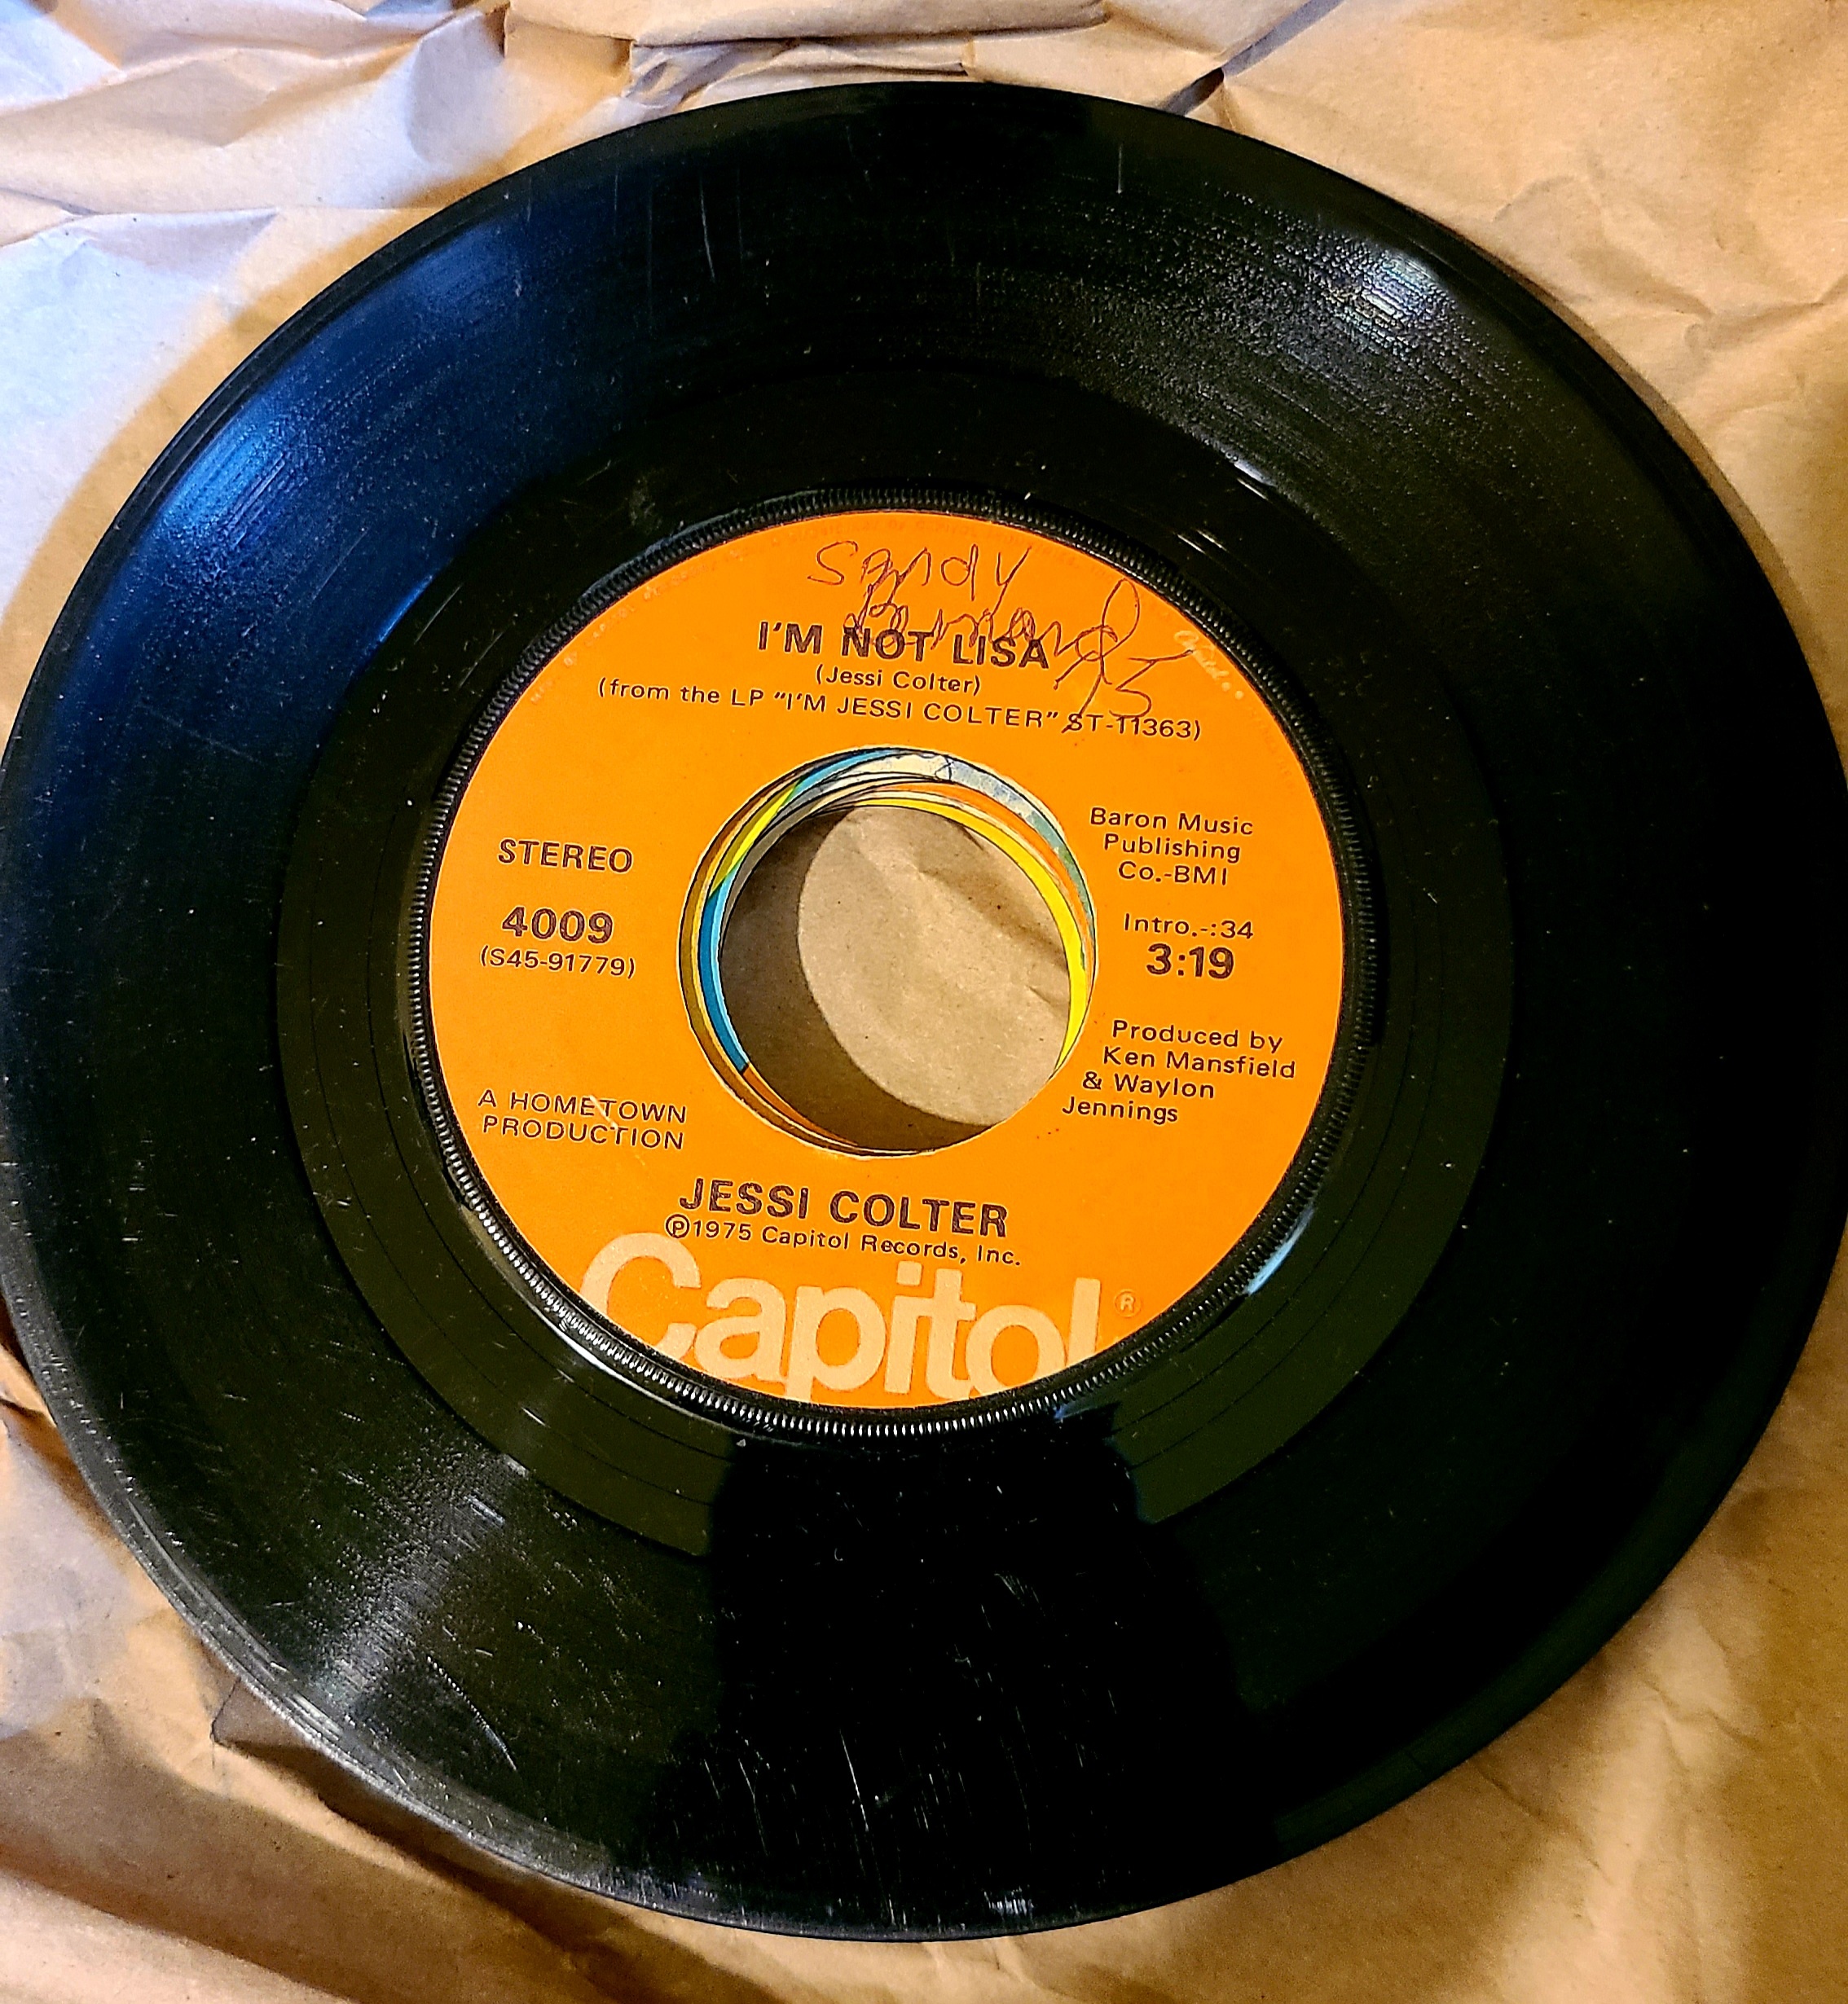 Sandy
I'M NOT LISA
(Jessi Colter)
(from the LP "I'M JESSI COLTER" ST-11363)
STEREO
4009
(S45-91779)
A HOMETOWN
PRODUCTION
Baron Music
Publishing
Co.-BMI
Intro.-:34
3:19
Produced by
Ken Mansfield
& Waylon
Jennings
JESSI COLTER
Ⓟ1975 Capitol Records, Inc.
Capitol®